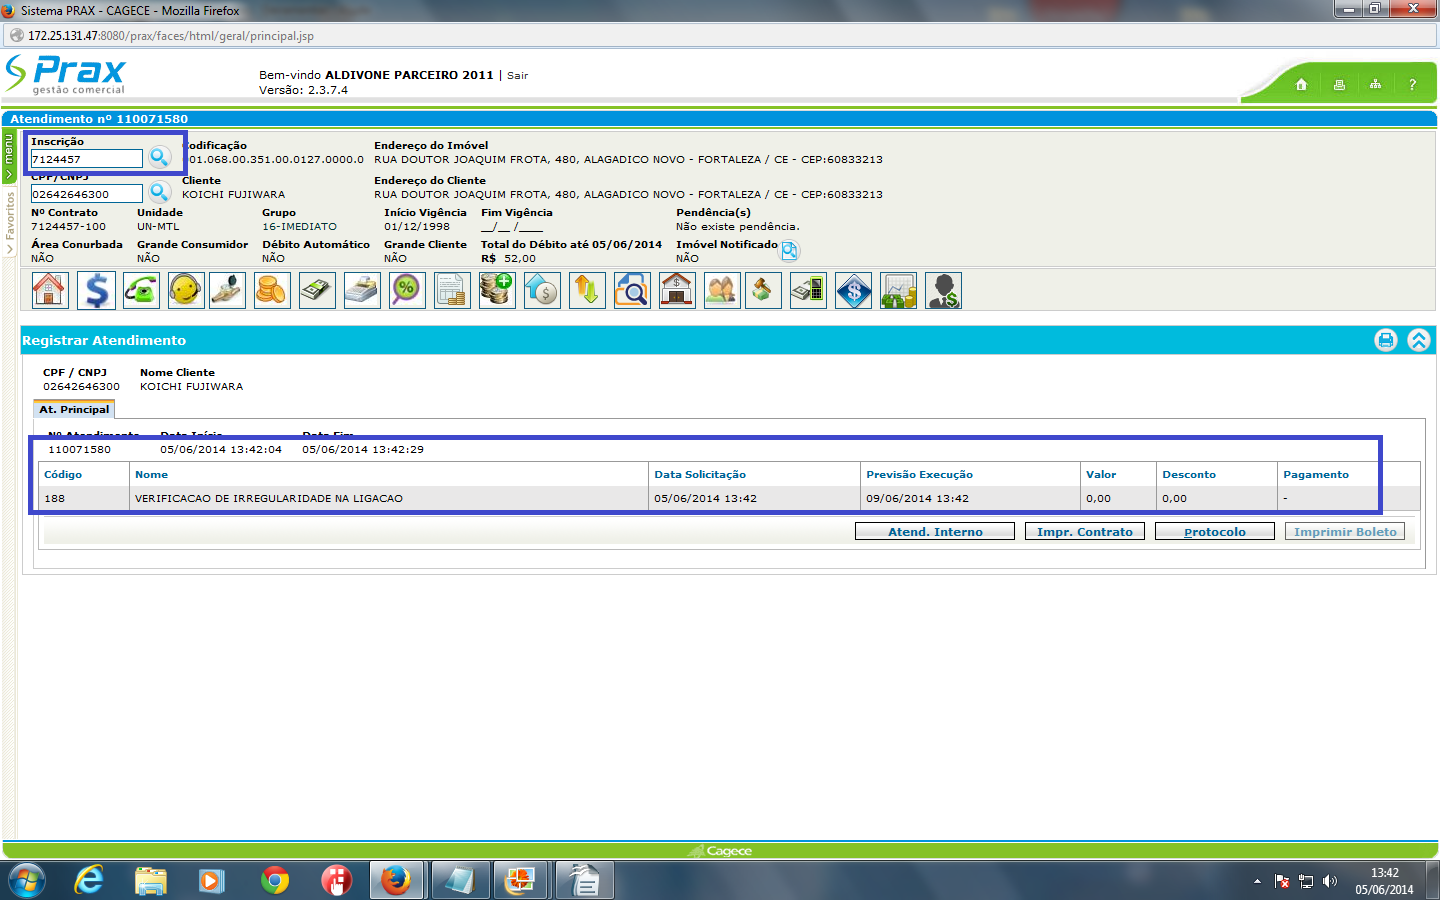 Sistema PRAX - CAGECE - Mozilla Firefox
172.25.131.47:8080/prax/faces/html/geral/principal.jsp
Prax
gestão comercial
Bem-vindo ALDIVONE PARCEIRO 2011 | Sair
Versão: 2.3.7.4
?
Atendimento nº 110071580
menu
Favoritos
Inscrição Codificação Endereço do Imóvel
7124457 01.068.00.351.00.0127.0000.0 RUA DOUTOR JOAQUIM FROTA, 480, ALAGADICO NOVO - FORTALEZA / CE - CEP:60833213
CPF/CNPJ Cliente Endereço do Cliente
02642646300 KOICHI FUJIWARA RUA DOUTOR JOAQUIM FROTA, 480, ALAGADICO NOVO - FORTALEZA / CE - CEP:60833213
Nº Contrato Unidade Grupo Início Vigência Fim Vigência Pendência(s)
7124457-100 UN-MTL 16-IMEDIATO 01/12/1998 __/__ /____ Não existe pendência.
Área Conurbada Grande Consumidor Débito Automático Grande Cliente Total do Débito até 05/06/2014 Imóvel Notificado
NÃO NÃO NÃO NÃO R$ 52,00 NÃO
Registrar Atendimento
CPF / CNPJ Nome Cliente
02642646300 KOICHI FUJIWARA
At. Principal
Nº Atendimento Data Início Data Fim
110071580 05/06/2014 13:42:04 05/06/2014 13:42:29
Código Nome Data Solicitação Previsão Execução Valor Desconto Pagamento
188 VERIFICACAO DE IRREGULARIDADE NA LIGACAO 05/06/2014 13:42 09/06/2014 13:42 0,00 0,00 -
Atend. Interno Impr. Contrato Protocolo Imprimir Boleto
Cagece
13:42
05/06/2014